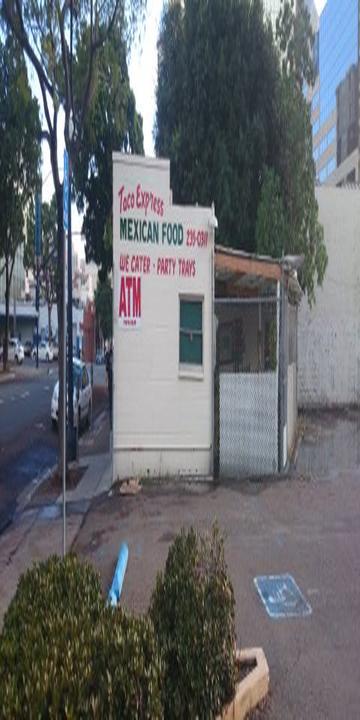 Taco Express
MEXICAN FOOD
WE CATER - PARTY TRAYS
ATM